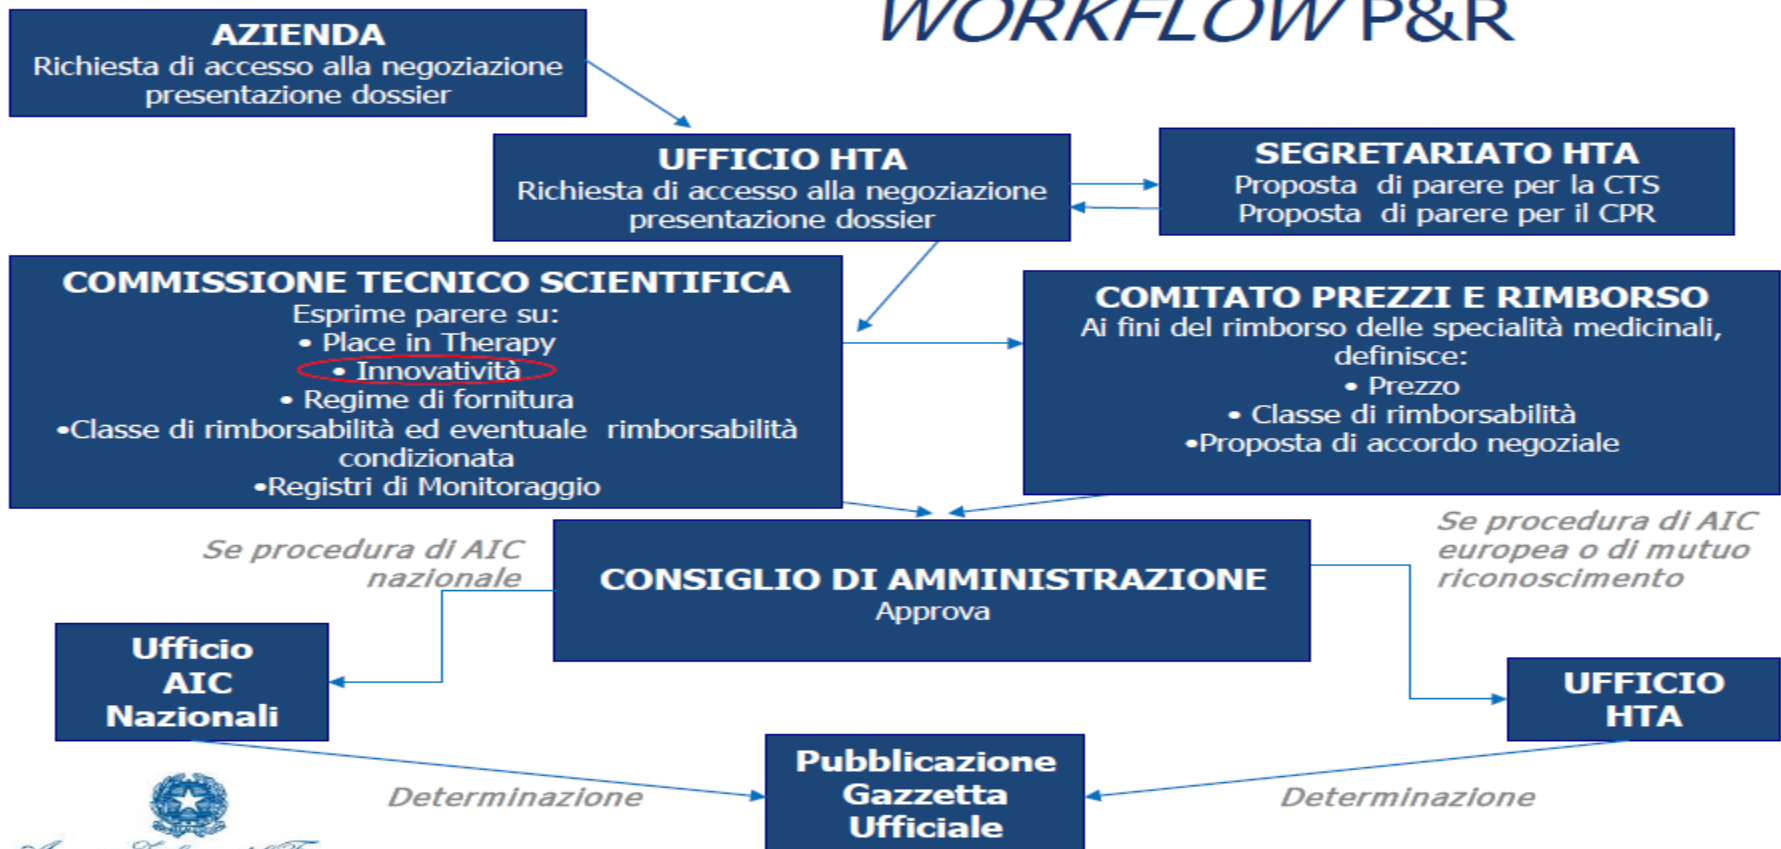 WORKFLOW P&R
AZIENDA
Richiesta di accesso alla negoziazione
presentazione dossier
UFFICIO HTA
Richiesta di accesso alla negoziazione
presentazione dossier
SEGRETARIATO HTA
Proposta di parere per la CTS
Proposta di parere per il CPR
COMMISSIONE TECNICO SCIENTIFICA
Esprime parere su:
• Place in Therapy
• Innovatività
• Regime di fornitura
•Classe di rimborsabilità ed eventuale rimborsabilità
condizionata
•Registri di Monitoraggio
COMITATO PREZZI E RIMBORSO
Ai fini del rimborso delle specialità medicinali,
definisce:
• Prezzo
• Classe di rimborsabilità
•Proposta di accordo negoziale
Se procedura di AIC
nazionale
CONSIGLIO DI AMMINISTRAZIONE
Approva
Se procedura di AIC
europea o di mutuo
riconoscimento
Ufficio
AIC
Nazionali
UFFICIO
HTA
Determinazione
Pubblicazione
Gazzetta
Ufficiale
Determinazione